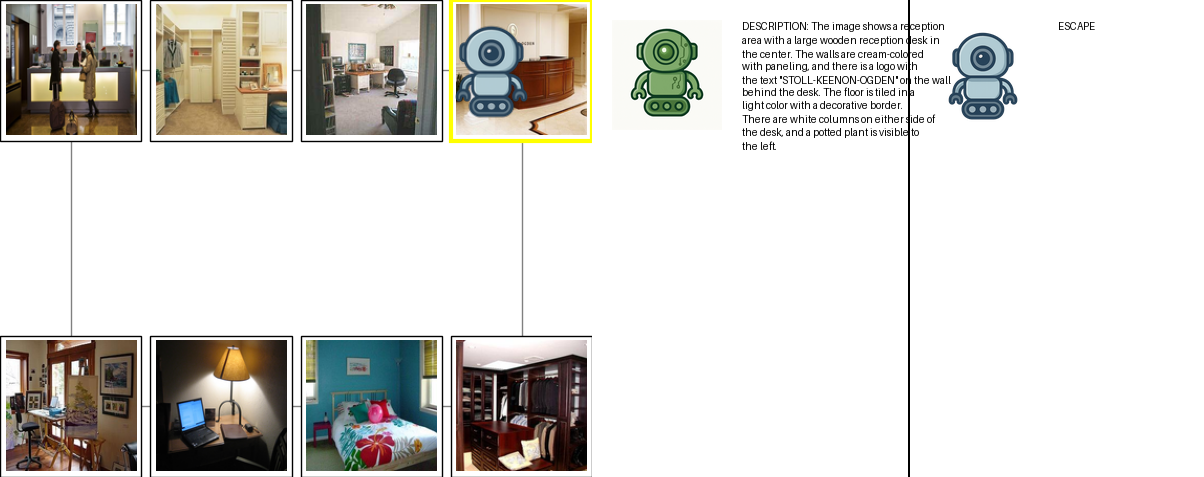 DESCRIPTION: The image shows a reception
area with a large wooden reception desk in
the center. The walls are cream-colored
with paneling, and there is a logo with
the text "STOLL-KEENON-OGDEN" on the wall
behind the desk. The floor is tiled in a
light color with a decorative border.
There are white columns on either side of
the desk, and a potted plant is visible to
the left.
ESCAPE